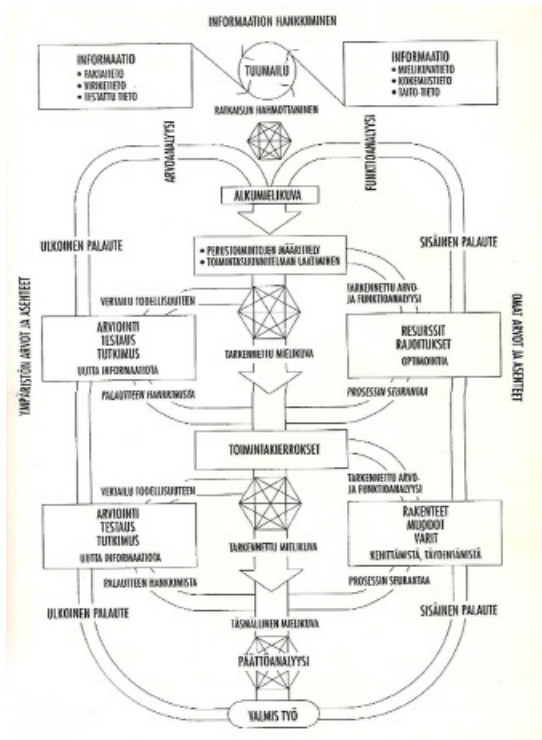 INFORMAATION HANKKIMINEN
INFORMAATIO
• FAKTATIETO
• VIRIKETIETO
• TESTATTU TIETO
TUUMAILU
INFORMAATIO
• MIELIKUVATIETO
• KOKEMUSTIETO
• TAITO-TIETO
RATKAISUN HAHMOTTAMINEN
ARVOANALYYSI
FUNKTIOANALYYSI
ALKUMIELIKUVA
ULKOINEN PALAUTE
SISÄINEN PALAUTE
• PERUSTOIMINTOJEN MÄÄRITTELY
• TOIMINTASUUNNITELMAN LAATIMINEN
YMPÄRISTÖN ARVOT JA ASENTEET
OMAT ARVOT JA ASENTEET
VERTAILU TODELLISUUTEEN
TARKENNETTU ARVO-
JA FUNKTIOANALYYSI
ARVIOINTI
TESTAUS
TUTKIMUS
UUTTA INFORMAATIOTA
TARKENNETTU MIELIKUVA
RESURSSIT
RAJOITUKSET
OPTIMOINTIA
PALAUTTEEN HANKKIMISTA
PROSESSIN SEURANTAA
TOIMINTAKIERROKSET
VERTAILU TODELLISUUTEEN
TARKENNETTU ARVO-
JA FUNKTIOANALYYSI
ARVIOINTI
TESTAUS
TUTKIMUS
UUTTA INFORMAATIOTA
TARKENNETTU MIELIKUVA
RAKENTEET
MUODOT
VARIT
KEHITTÄMISTÄ, TÄYDENTÄMISTÄ
PALAUTTEEN HANKKIMISTA
PROSESSIN SEURANTAA
ULKOINEN PALAUTE
SISÄINEN PALAUTE
TÄSMÄLLINEN MIELIKUVA
PÄÄTTÖANALYYSI
VALMIS TYÖ